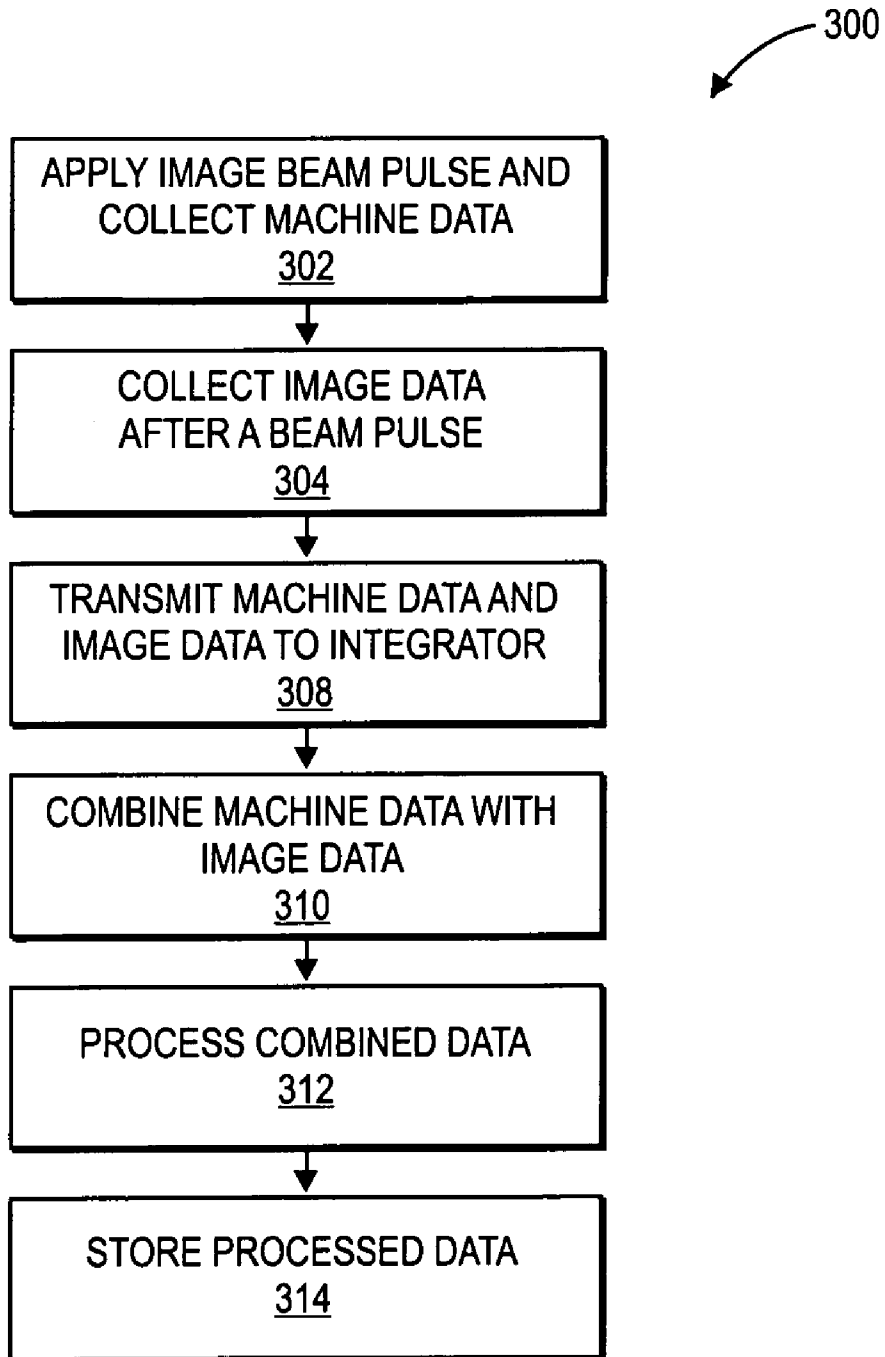 300
APPLY IMAGE BEAM PULSE AND
COLLECT MACHINE DATA
302
COLLECT IMAGE DATA
AFTER A BEAM PULSE
304
TRANSMIT MACHINE DATA AND
IMAGE DATA TO INTEGRATOR
308
COMBINE MACHINE DATA WITH
IMAGE DATA
310
PROCESS COMBINED DATA
312
STORE PROCESSED DATA
314